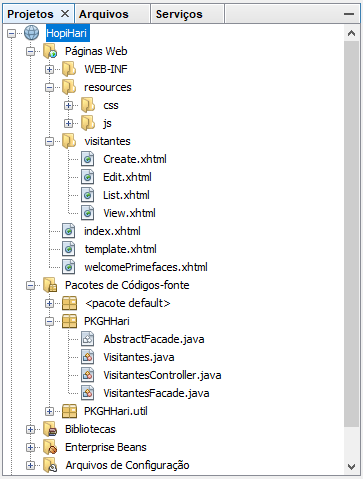 Projetos Arquivos Serviços
HopiHari
Páginas Web
WEB-INF
resources
css
js
visitantes
Create.xhtml
Edit.xhtml
List.xhtml
View.xhtml
index.xhtml
template.xhtml
welcomePrimefaces.xhtml
Pacotes de Códigos-fonte
<pacote default>
PKGHHari
AbstractFacade.java
Visitantes.java
VisitantesController.java
VisitantesFacade.java
PKGHHari.util
Bibliotecas
Enterprise Beans
Arquivos de Configuração